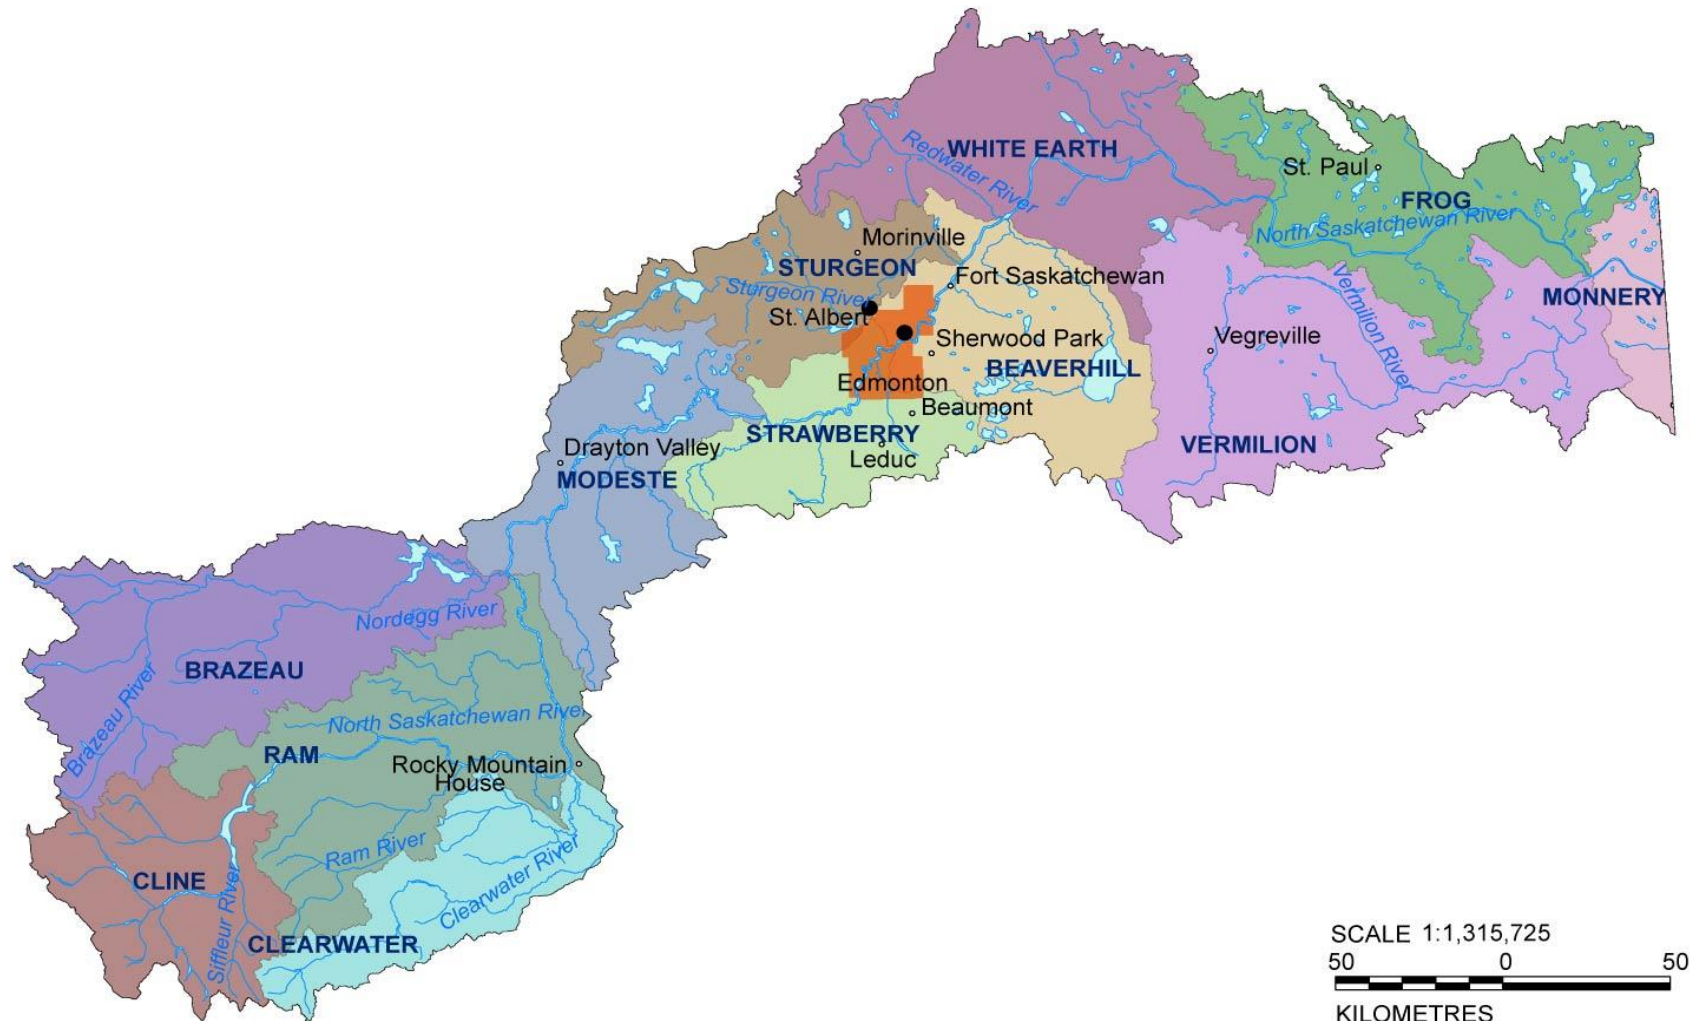 WHITE EARTH
Redwater River
St. Paul
FROG
North Saskatchewan River
Morinville
STURGEON
Fort Saskatchewan
Sturgeon River
St. Albert
MONNERY
Vermilion River
Sherwood Park
Vegreville
BEAVERHILL
Edmonton
Beaumont
STRAWBERRY
Drayton Valley
Leduc
VERMILION
MODESTE
Nordegg River
BRAZEAU
Brazeau River
North Saskatchewan River
RAM
Rocky Mountain
House
Ram River
CLINE
Clearwater River
Siffleur River
CLEARWATER
SCALE 1:1,315,725
50 0 50
KILOMETRES